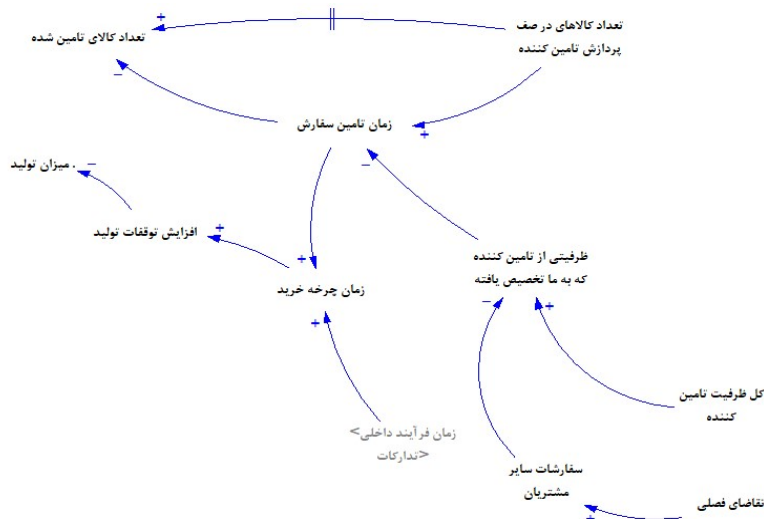 تعداد کالاهای در صف
پردازش تامین کننده
تعداد کالای تامین شده
زمان تامین سفارش
میزان تولید .
افزایش توقفات تولید
ظرفیتی از تامین کننده
که به ما تخصیص یافته
زمان چرخه خرید
کل ظرفیت تامین
کننده
<زمان فرآیند داخلی
تدارکات>
سفارشات سایر
مشتریان
تقاضای فصلی